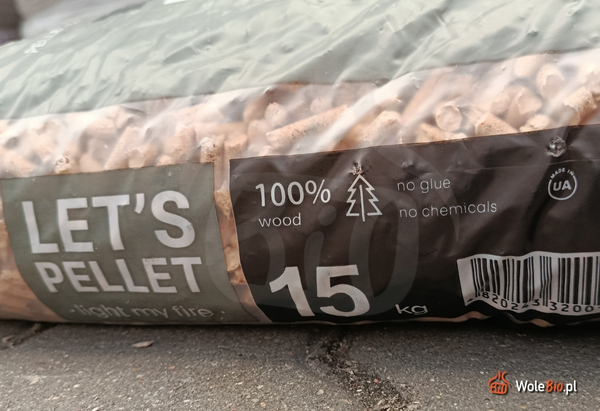 LET'S
PELLET
light my fire
100%
wood
no glue
no chemicals
15 kg
MADE IN
UA
WoleBio.pl